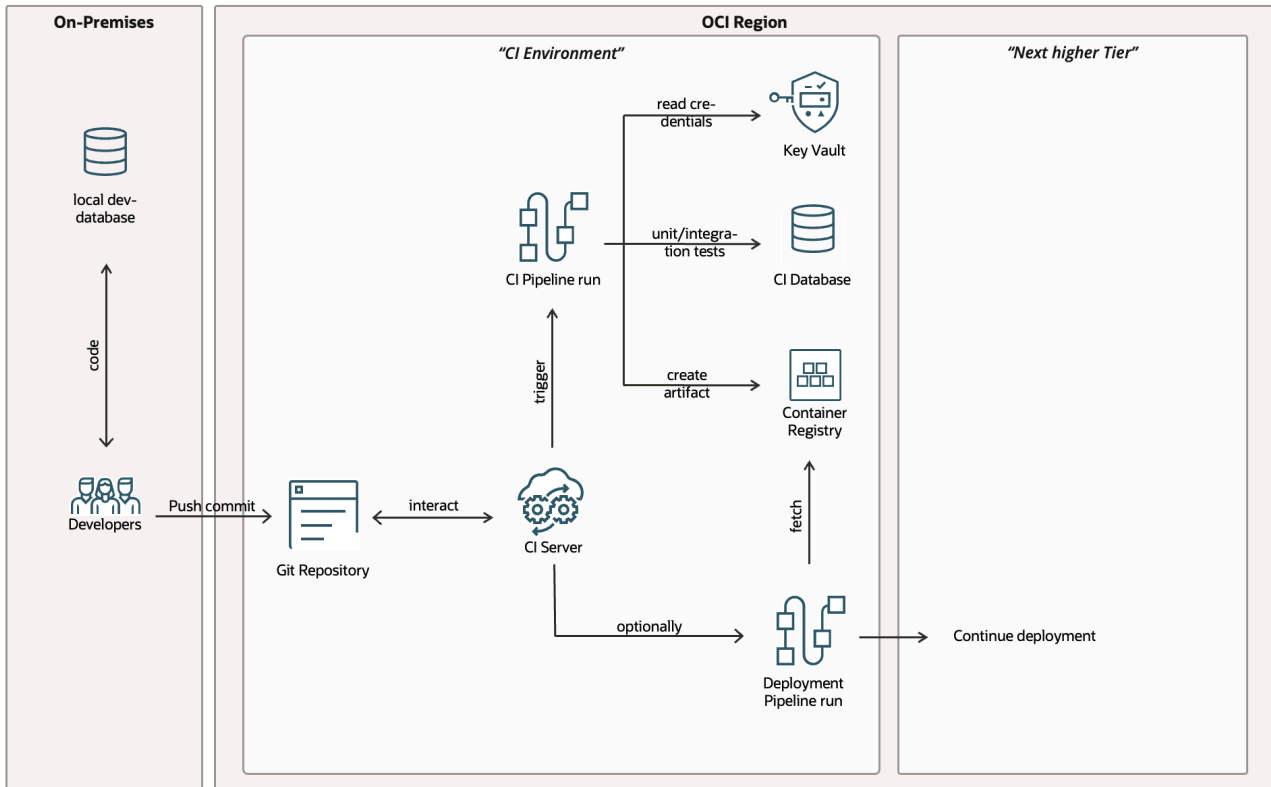 On-Premises
OCI Region
“CI Environment”
“Next higher Tier”
read cre-
dentials
Key Vault
local dev-
database
unit/integra-
tion tests
CI Pipeline run
CI Database
code
trigger
create
artifact
Container
Registry
Push commit
interact
Developers
fetch
CI Server
Git Repository
optionally
Continue deployment
Deployment
Pipeline run